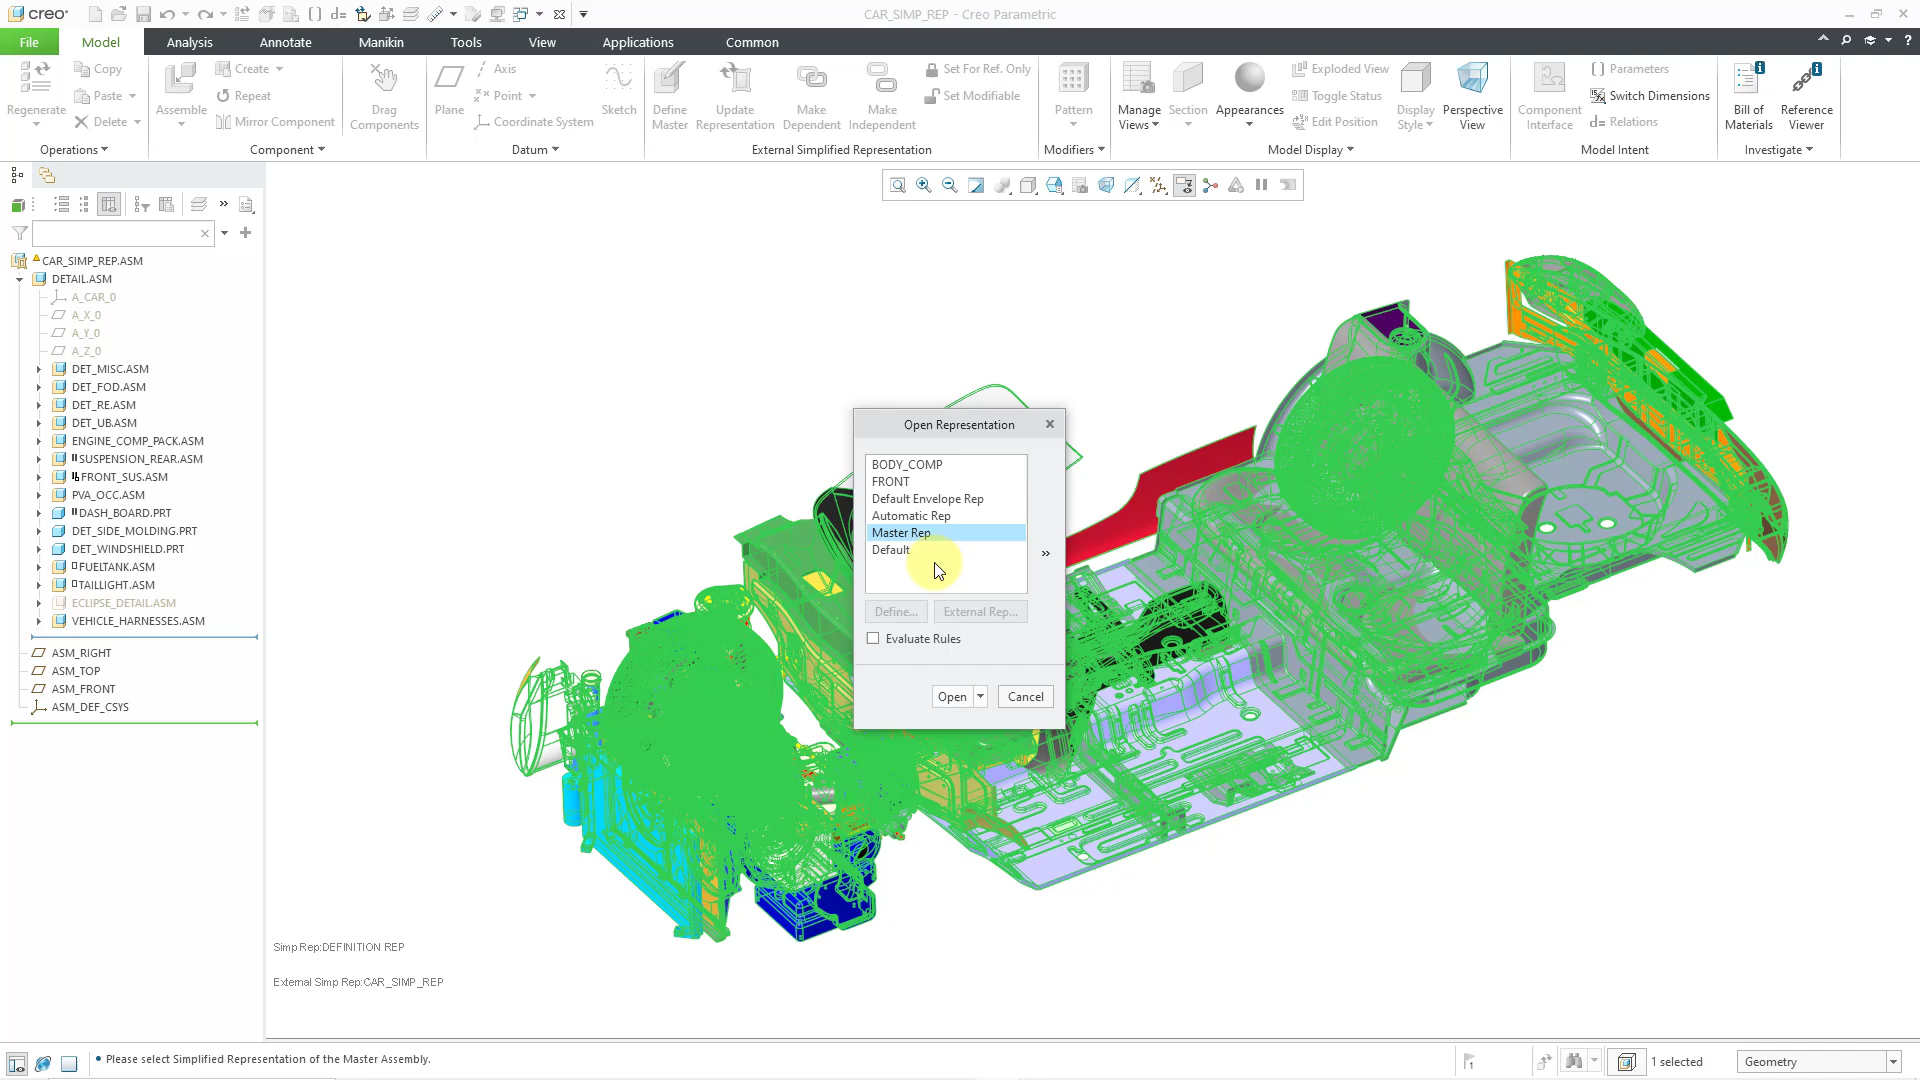 creo
CAR_SIMP_REP - Creo Parametric
File
Model
Analysis
Annotate
Manikin
Tools
View
Applications
Common
Regenerate
Copy
Paste
Delete
Operations
Assemble
Create
Repeat
Mirror Component
Component
Drag Components
Plane
Axis
Point
Coordinate System
Sketch
Datum
Define Master
Update Representation
Make Dependent
Make Independent
Set For Ref. Only
Set Modifiable
External Simplified Representation
Pattern
Modifiers
Manage Views
Section
Appearances
Exploded View
Toggle Status
Edit Position
Display Style
Perspective View
Model Display
Component Interface
Parameters
Switch Dimensions
Relations
Model Intent
Bill of Materials
Reference Viewer
Investigate
CAR_SIMP_REP.ASM
DETAIL.ASM
A_CAR_0
A_X_0
A_Y_0
A_Z_0
DET_MISC.ASM
DET_FOD.ASM
DET_RE.ASM
DET_UB.ASM
ENGINE_COMP_PACK.ASM
SUSPENSION_REAR.ASM
FRONT_SUS.ASM
PVA_OCC.ASM
DASH_BOARD.PRT
DET_SIDE_MOLDING.PRT
DET_WINDSHIELD.PRT
FUELTANK.ASM
TAILLIGHT.ASM
ECLIPSE_DETAIL.ASM
VEHICLE_HARNESSES.ASM
ASM_RIGHT
ASM_TOP
ASM_FRONT
ASM_DEF_CSYS
Open Representation
BODY_COMP
FRONT
Default Envelope Rep
Automatic Rep
Master Rep
Default
Define...
External Rep...
Evaluate Rules
Open
Cancel
Simp Rep:DEFINITION REP
External Simp Rep:CAR_SIMP_REP
Please select Simplified Representation of the Master Assembly.
1
1 selected
Geometry